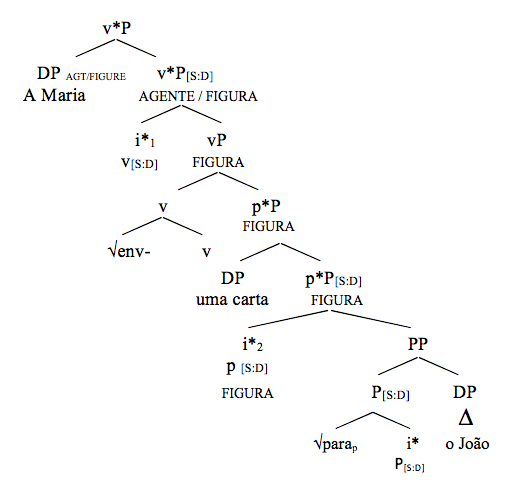 v*P
DP AGT/FIGURE v*P[S:D]
A Maria AGENTE / FIGURA
i*1 vP
v[S:D] FIGURA
v p*P
FIGURA
√env- v DP p*P[S:D]
uma carta FIGURA
i*2 PP
p [S:D]
FIGURA P[S:D] DP
Δ
√parap i* o João
P[S:D]